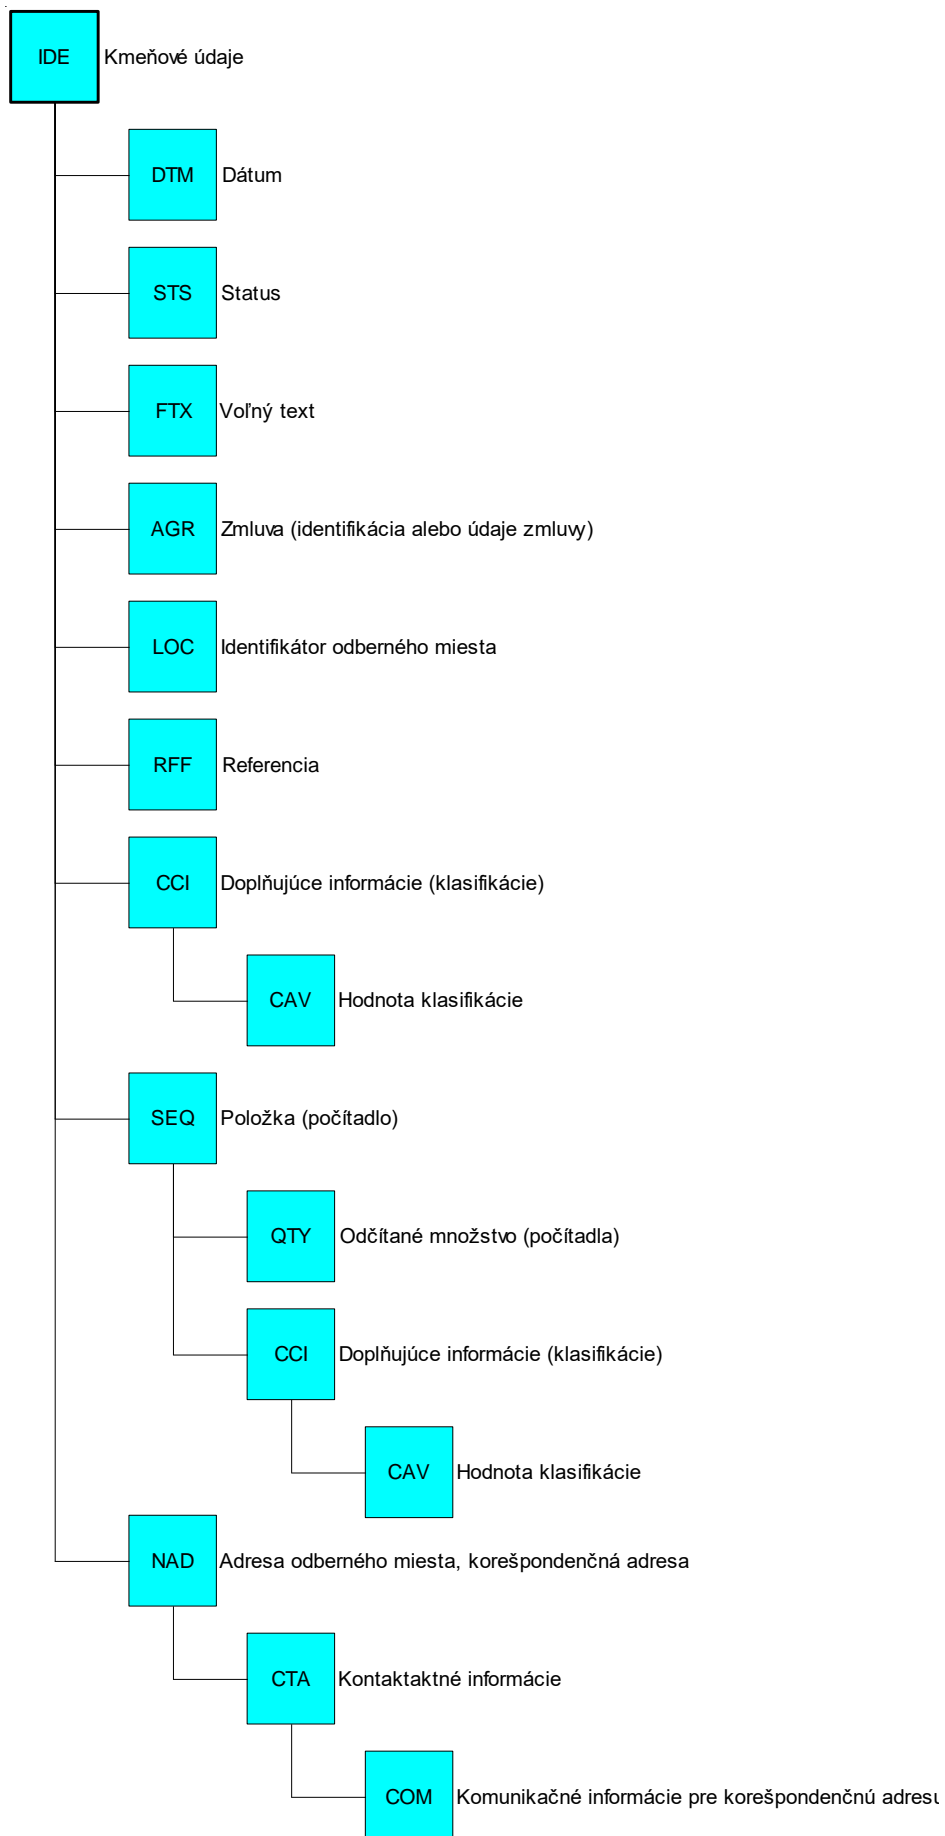 IDE Kmeňové údaje
DTM Dátum
STS Status
FTX Voľný text
AGR Zmluva (identifikácia alebo údaje zmluvy)
LOC Identifikátor odberného miesta
RFF Referencia
CCI Doplňujúce informácie (klasifikácie)
CAV Hodnota klasifikácie
SEQ Položka (počítadlo)
QTY Odčítané množstvo (počítadla)
CCI Doplňujúce informácie (klasifikácie)
CAV Hodnota klasifikácie
NAD Adresa odberného miesta, korešpondenčná adresa
CTA Kontaktaktné informácie
COM Komunikačné informácie pre korešpondenčnú adresu